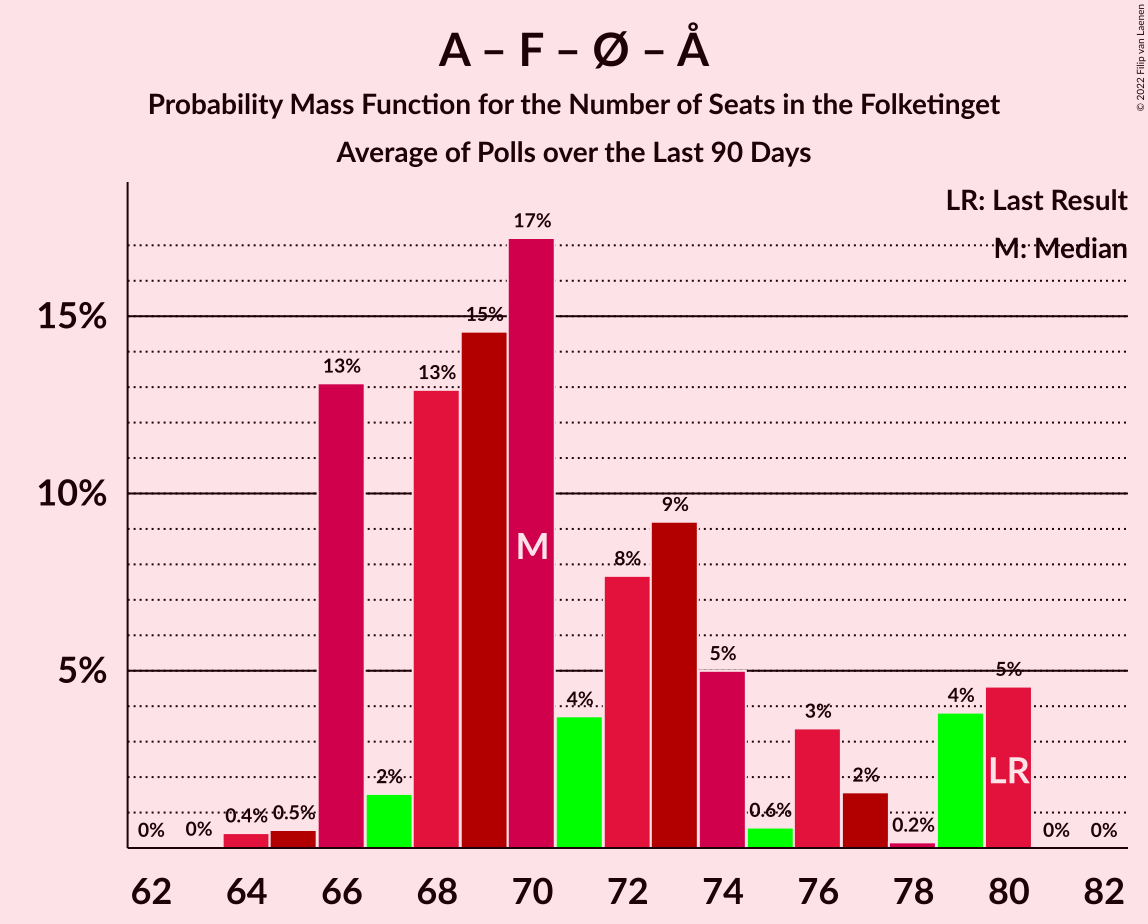 A – F – Ø – Å
Probability Mass Function for the Number of Seats in the Folketinget
Average of Polls over the Last 90 Days
© 2022 Filip van Laenen
LR: Last Result
M: Median
15%
10%
5%
0%
0%
0.4%
0.5%
13%
2%
13%
15%
17%
4%
8%
9%
5%
0.6%
3%
2%
0.2%
4%
5%
0%
0%
M
LR
62 64 66 68 70 72 74 76 78 80 82